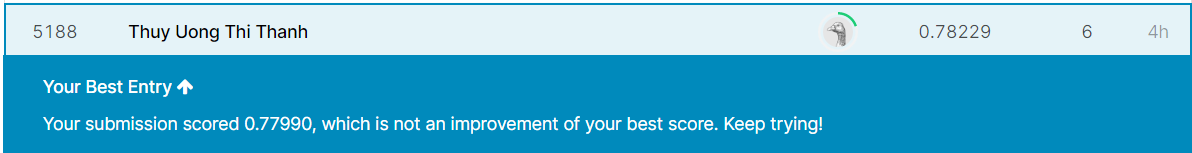 5188 Thuy Uong Thi Thanh 0.78229 6 4h
Your Best Entry
Your submission scored 0.77990, which is not an improvement of your best score. Keep trying!